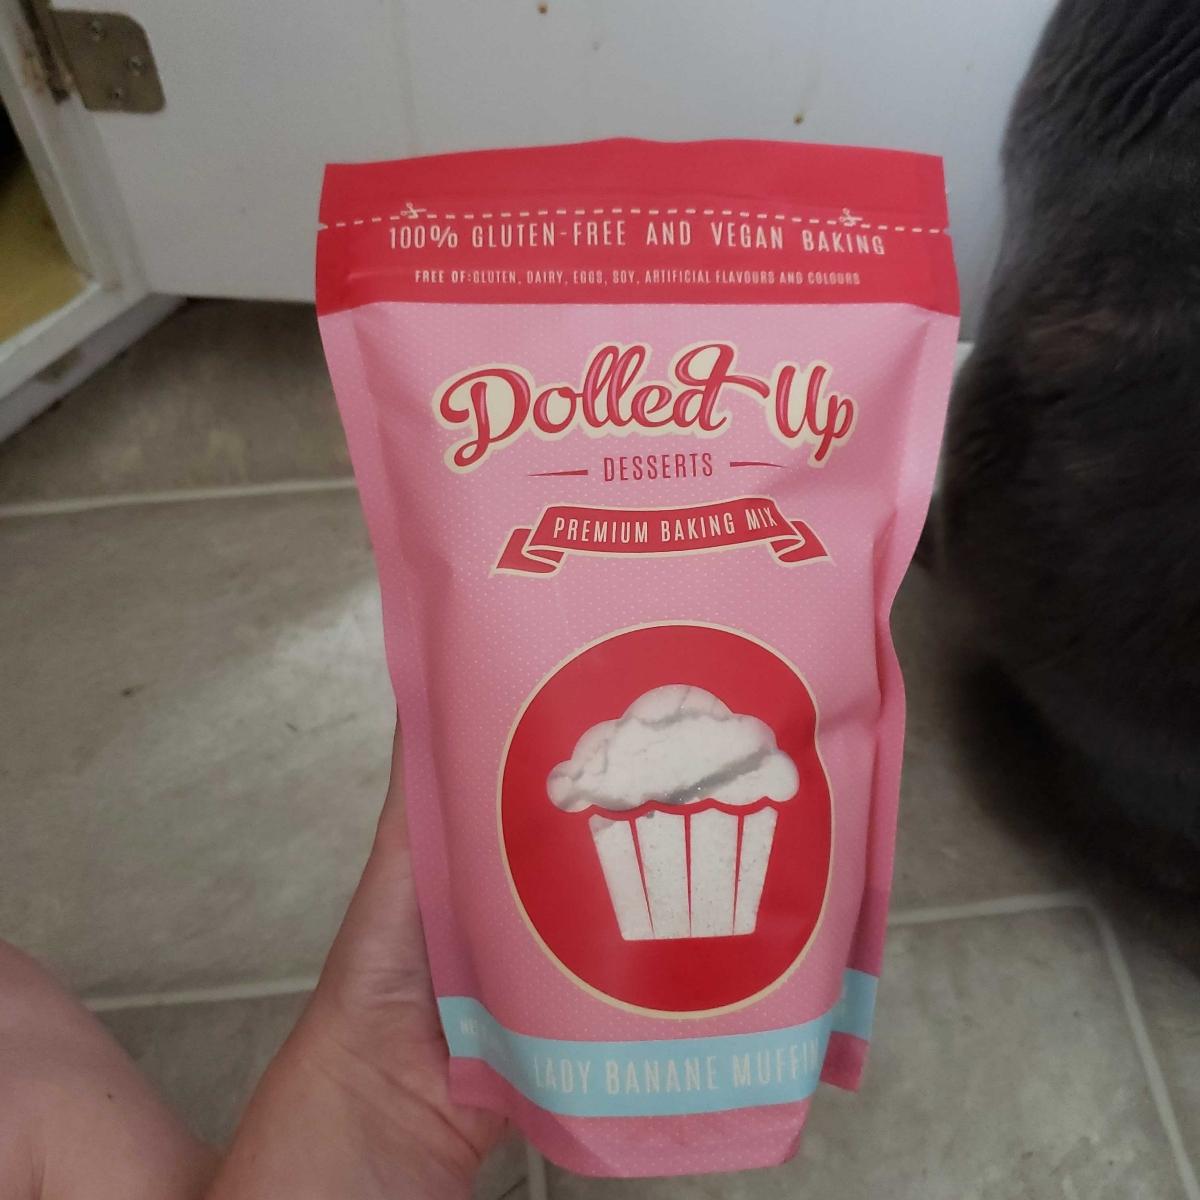 100% GLUTEN-FREE AND VEGAN BAKING
FREE OF: GLUTEN, DAIRY, EGGS, SOY, ARTIFICIAL FLAVOURS AND COLOURS
Dolled Up
DESSERTS
PREMIUM BAKING MIX
LADY BANANE MUFFIN